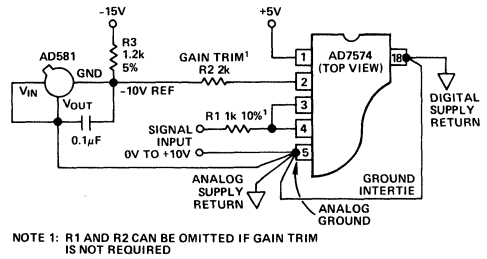 –15V
+5V
AD581
R3
1.2k
5%
GND
VIN
VOUT
–10V REF
0.1µF
GAIN TRIM¹
R2 2k
R1 1k 10%¹
SIGNAL
INPUT
0V TO +10V
1
2
3
4
5
AD7574
(TOP VIEW)
18
DIGITAL
SUPPLY
RETURN
ANALOG
SUPPLY
RETURN
ANALOG
GROUND
GROUND
INTERTIE
NOTE 1: R1 AND R2 CAN BE OMITTED IF GAIN TRIM
IS NOT REQUIRED